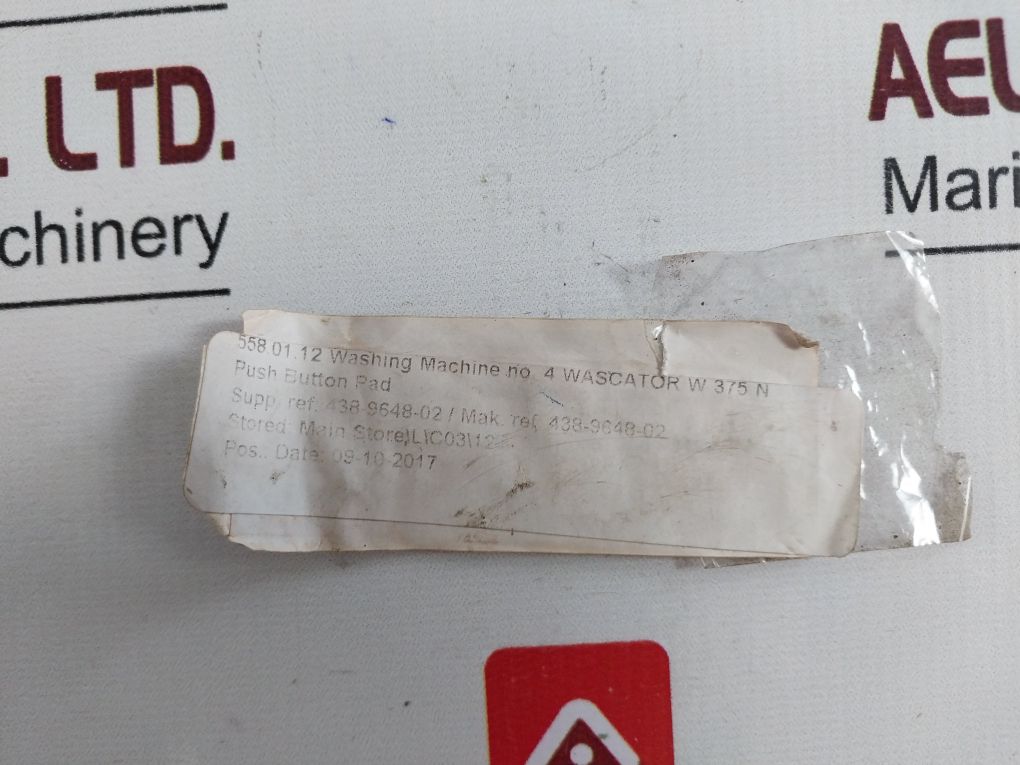 . LTD.
chinery
AEL
Mari
558.01.12 Washing Machine no. 4 WASCATOR W 375 N
Push Button Pad
Supp. ref: 438-9648-02 / Mak. ref. 438-9648-02
Stored: Main Store\L\C03\12
Pos.. Date: 09-10-2017